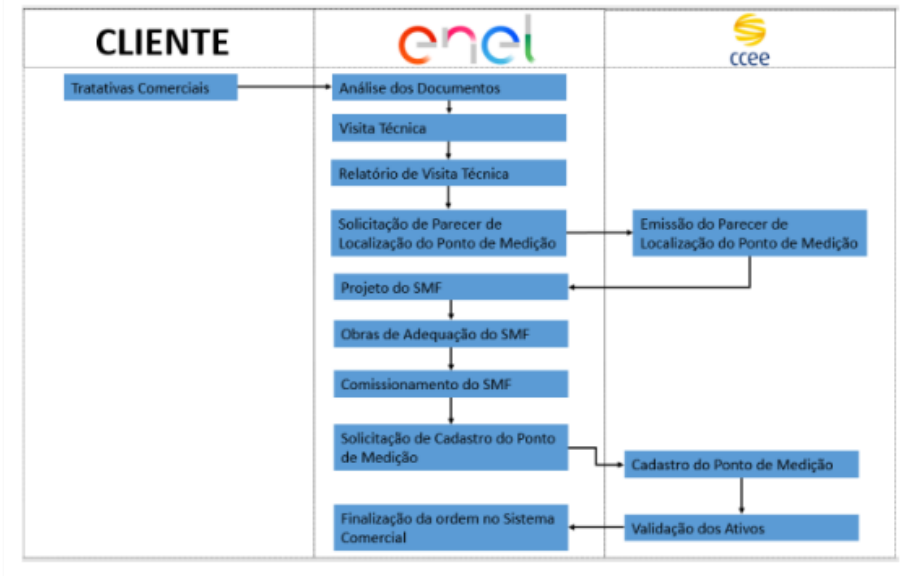 CLIENTE
enel
ccee
Tratativas Comerciais
Análise dos Documentos
Visita Técnica
Relatório de Visita Técnica
Solicitação de Parecer de
Localização do Ponto de Medição
Emissão do Parecer de
Localização do Ponto de Medição
Projeto do SMF
Obras de Adequação do SMF
Comissionamento do SMF
Solicitação de Cadastro do Ponto
de Medição
Cadastro do Ponto de Medição
Validação dos Ativos
Finalização da ordem no Sistema
Comercial